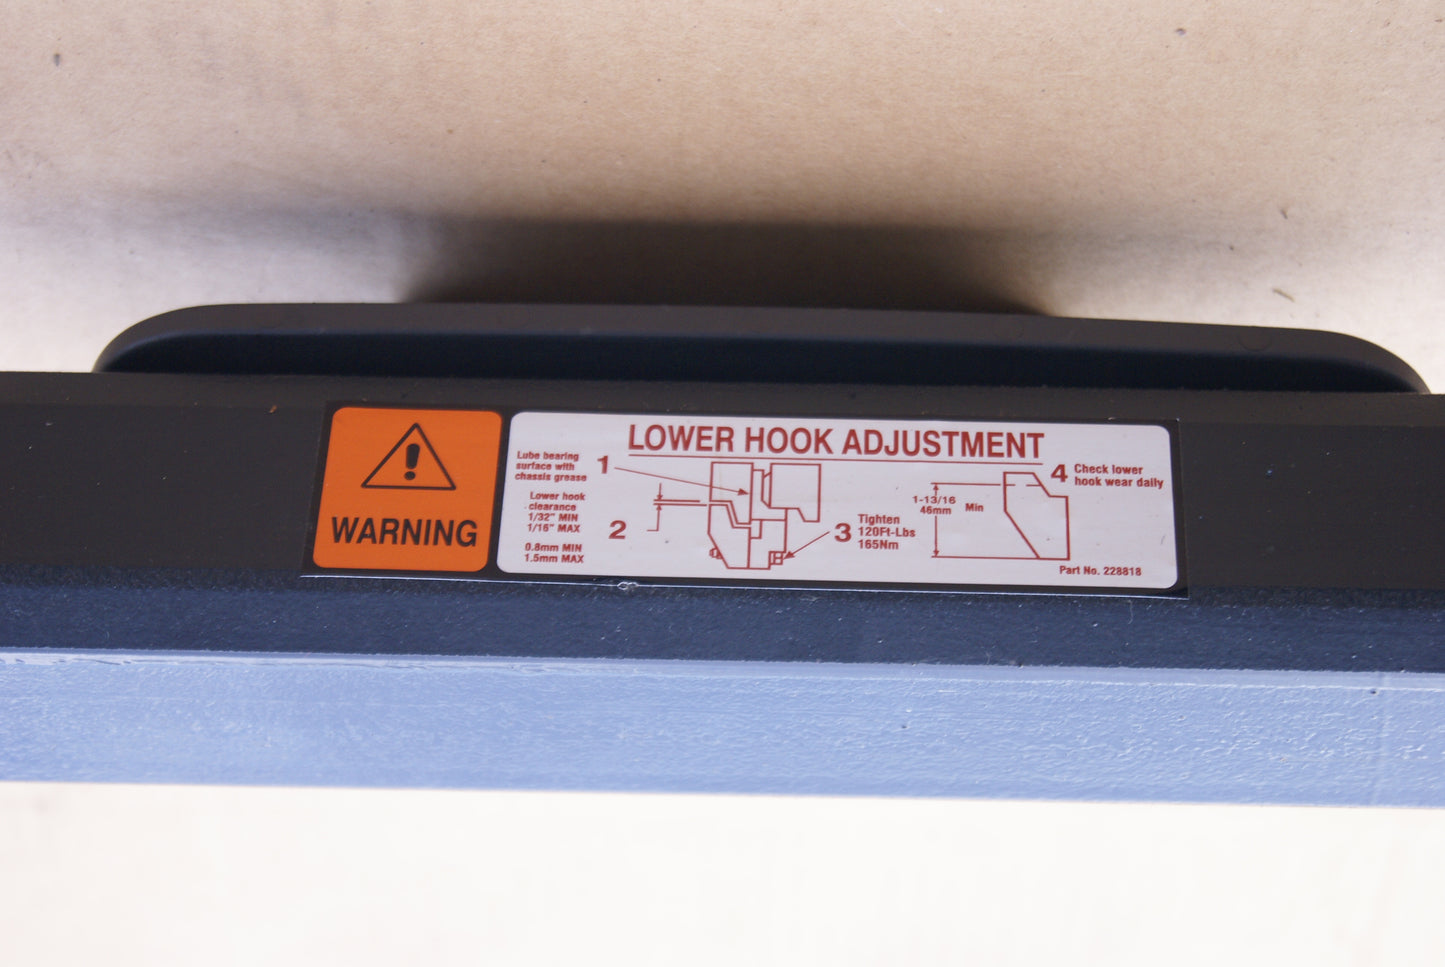 WARNING
LOWER HOOK ADJUSTMENT
Lube bearing
surface with
chassis grease
1
Lower hook
clearance
1/32" MIN
1/16" MAX
0.8mm MIN
1.5mm MAX
2
3
Tighten
120Ft-Lbs
165Nm
4
Check lower
hook wear daily
1-13/16
46mm
Min
Part No. 228818